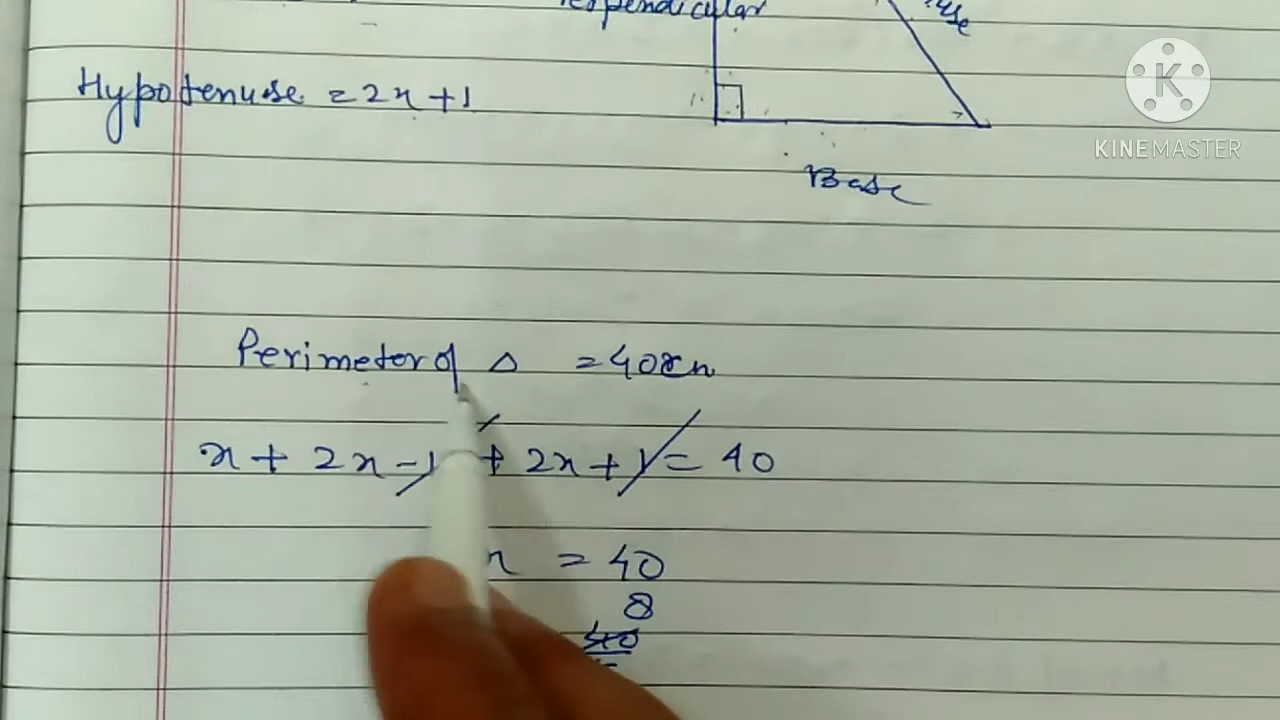 Perpendicular
Hypotenuse = 2x + 1
K
KINEMASTER
Base
Perimeter of △ = 40cm
x + 2x - 1 + 2x + 1 = 40
x = 40
8
40